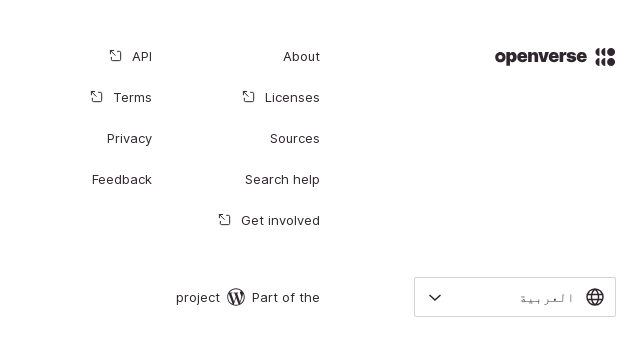 openverse
About
Licenses
Sources
Search help
Get involved
API
Terms
Privacy
Feedback
العربية
Part of the project